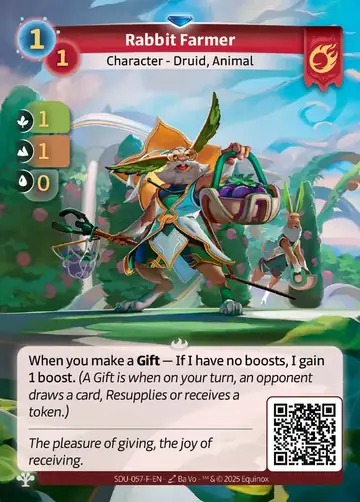 1
1
Rabbit Farmer
Character - Druid, Animal
1
1
0
When you make a Gift — If I have no boosts, I gain
1 boost. (A Gift is when on your turn, an opponent
draws a card, Resupplies or receives a
token.)
The pleasure of giving, the joy of
receiving.
SDU-057-F-EN - Ba Vo - ™ & © 2025 Equinox